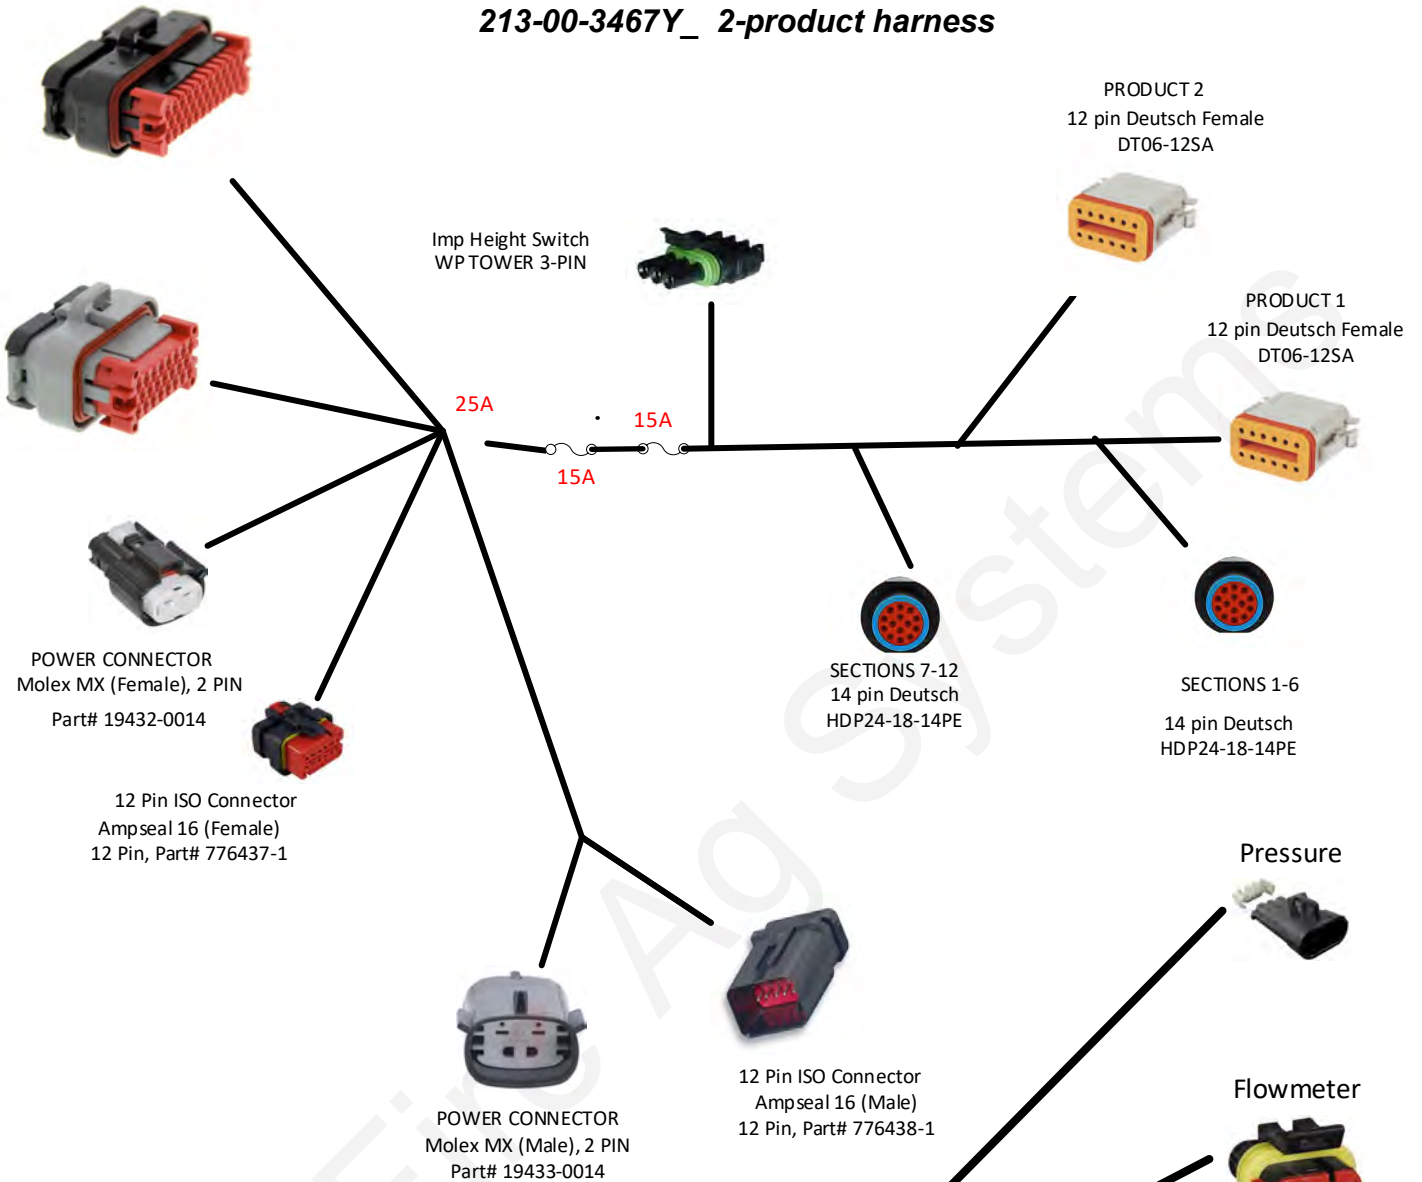 213-00-3467Y_ 2-product harness
PRODUCT 2
12 pin Deutsch Female
DT06-12SA
Imp Height Switch
WP TOWER 3-PIN
PRODUCT 1
12 pin Deutsch Female
DT06-12SA
25A
15A
15A
POWER CONNECTOR
Molex MX (Female), 2 PIN
Part# 19432-0014
SECTIONS 7-12
14 pin Deutsch
HDP24-18-14PE
SECTIONS 1-6
14 pin Deutsch
HDP24-18-14PE
12 Pin ISO Connector
Ampseal 16 (Female)
12 Pin, Part# 776437-1
Pressure
12 Pin ISO Connector
Ampseal 16 (Male)
12 Pin, Part# 776438-1
Flowmeter
POWER CONNECTOR
Molex MX (Male), 2 PIN
Part# 19433-0014
Ag Systems